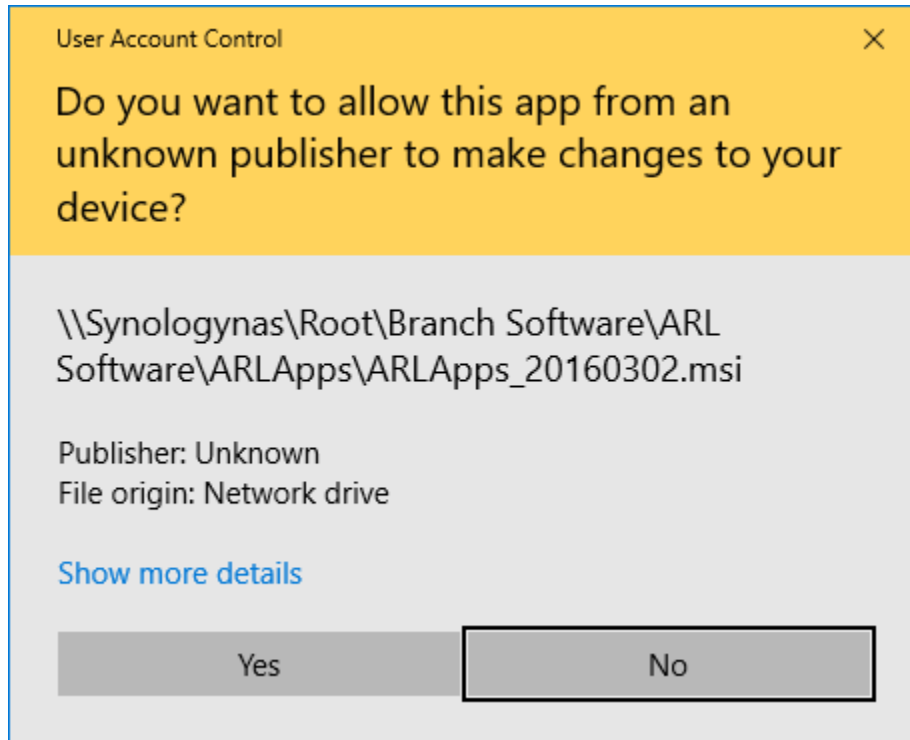 User Account Control
Do you want to allow this app from an
unknown publisher to make changes to your
device?
\\Synologynas\Root\Branch Software\ARL
Software\ARLApps\ARLApps_20160302.msi
Publisher: Unknown
File origin: Network drive
Show more details
Yes
No